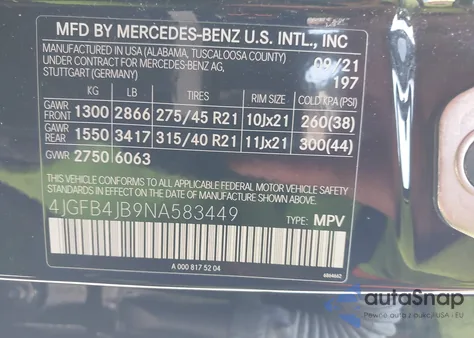 MFD BY MERCEDES-BENZ U.S. INTL., INC
MANUFACTURED IN USA (ALABAMA, TUSCALOOSA COUNTY)
UNDER CONTRACT FOR MERCEDES-BENZ AG,
STUTTGART (GERMANY)
09/21
197
KG LB TIRES RIM SIZE COLD KPA (PSI)
GAWR FRONT 1300 2866 275/45 R21 10Jx21 260(38)
GAWR REAR 1550 3417 315/40 R21 11Jx21 300(44)
GVWR 2750 6063
THIS VEHICLE CONFORMS TO ALL APPLICABLE FEDERAL MOTOR VEHICLE SAFETY
STANDARDS IN EFFECT ON THE DATE OF MANUFACTURE SHOWN ABOVE.
4JGFB4JB9NA583449 TYPE: MPV
A 000 817 52 04
autoSnap